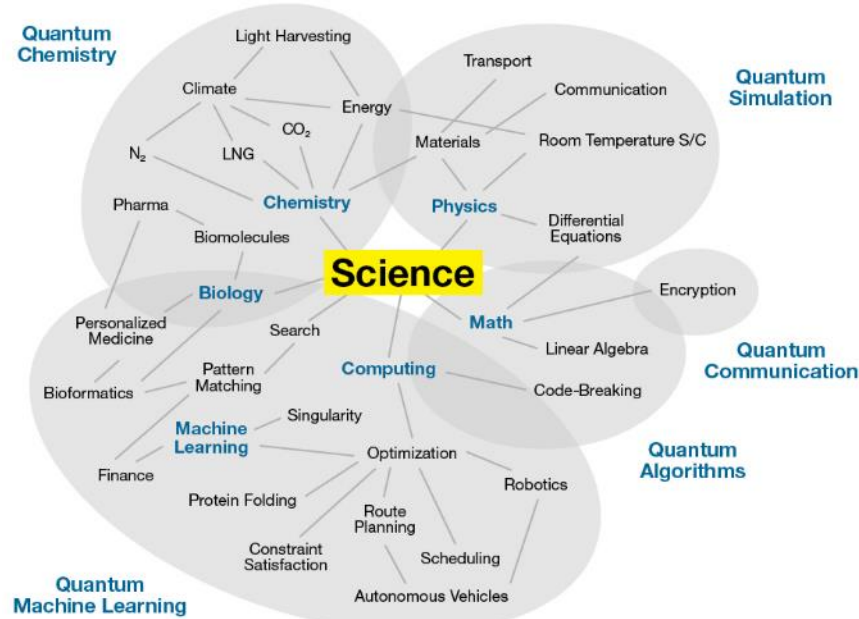 Quantum
Chemistry
Light Harvesting
Transport
Quantum
Simulation
Climate
Energy
Communication
CO₂
N₂
LNG
Materials
Room Temperature S/C
Pharma
Chemistry
Physics
Biomolecules
Differential
Equations
Science
Biology
Encryption
Personalized
Medicine
Search
Math
Linear Algebra
Quantum
Communication
Pattern
Matching
Computing
Bioformatics
Code-Breaking
Singularity
Machine
Learning
Optimization
Quantum
Algorithms
Finance
Robotics
Protein Folding
Route
Planning
Constraint
Satisfaction
Scheduling
Autonomous Vehicles
Quantum
Machine Learning